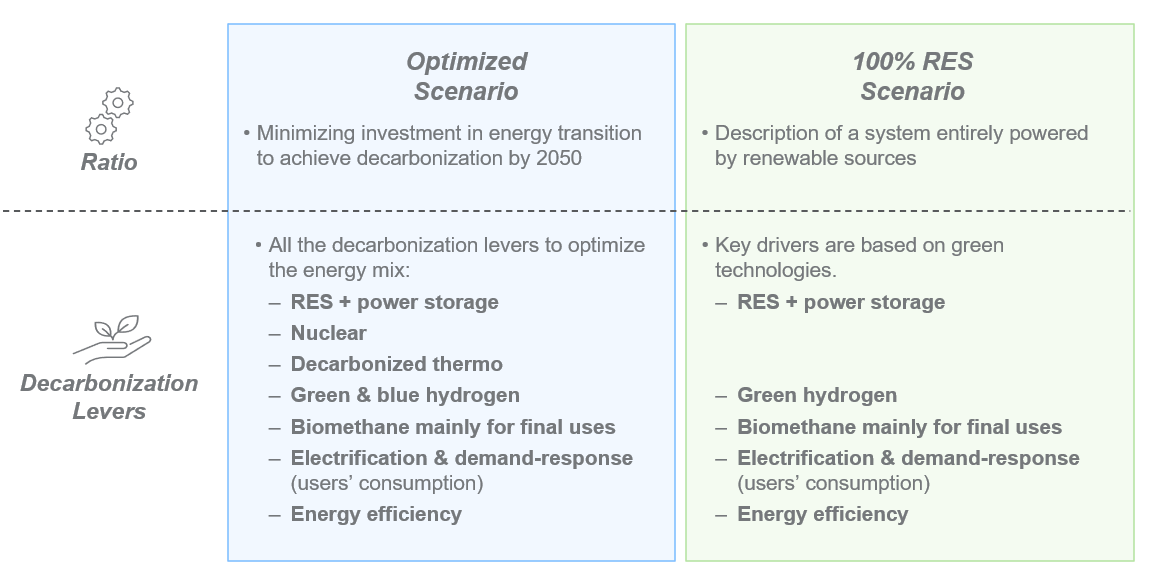 Optimized
Scenario
100% RES
Scenario
Ratio
• Minimizing investment in energy transition
to achieve decarbonization by 2050
• Description of a system entirely powered
by renewable sources
Decarbonization
Levers
• All the decarbonization levers to optimize
the energy mix:
– RES + power storage
– Nuclear
– Decarbonized thermo
– Green & blue hydrogen
– Biomethane mainly for final uses
– Electrification & demand-response
(users’ consumption)
– Energy efficiency
• Key drivers are based on green
technologies.
– RES + power storage
– Green hydrogen
– Biomethane mainly for final uses
– Electrification & demand-response
(users’ consumption)
– Energy efficiency